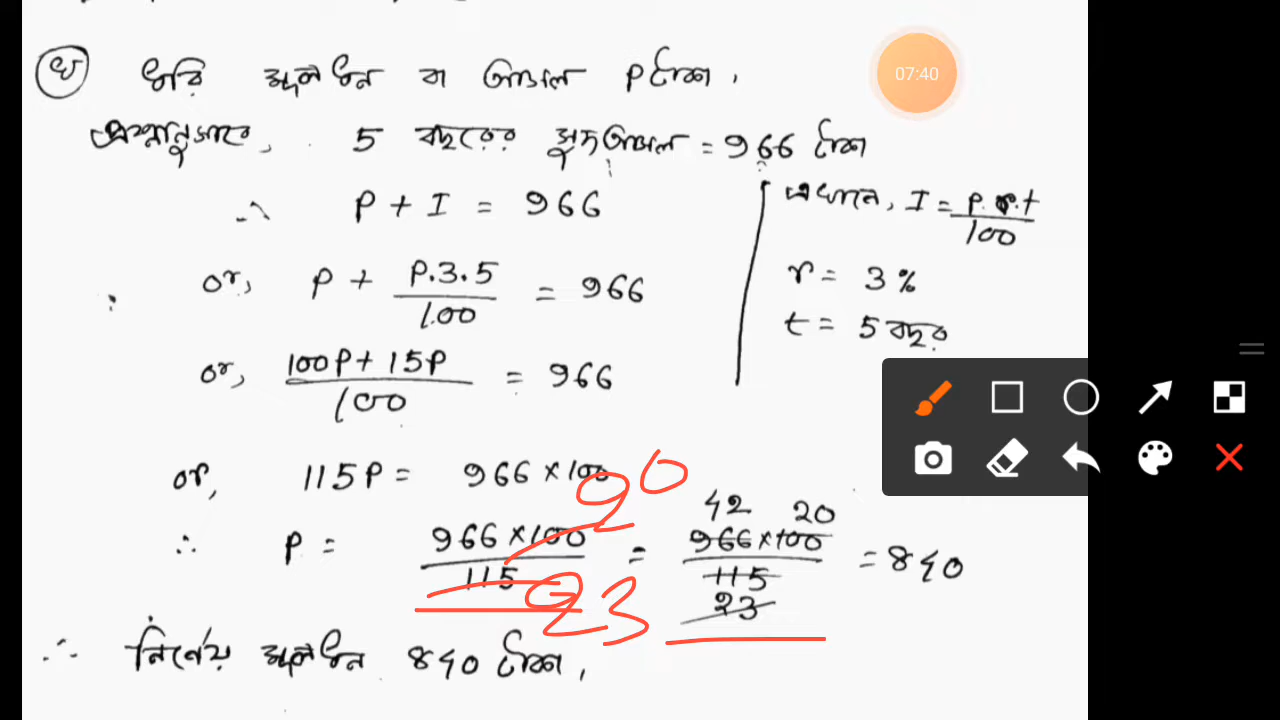 ঘ ধরি মূলধন বা আসল P টাকা।
07:40
প্রশ্নানুসারে, 5 বছরের সুদআসল = 966 টাকা
∴ P + I = 966
এখানে, I = P.r.t/100
or, P + P.3.5/100 = 966
r = 3%
t = 5 বছর
or, 100P + 15P/100 = 966
or, 115P = 966 × 100
∴ P = 966 × 100/115 = 966 × 100/115 = 840
42 20
23
20
23
∴ নির্ণেয় মূলধন 840 টাকা।